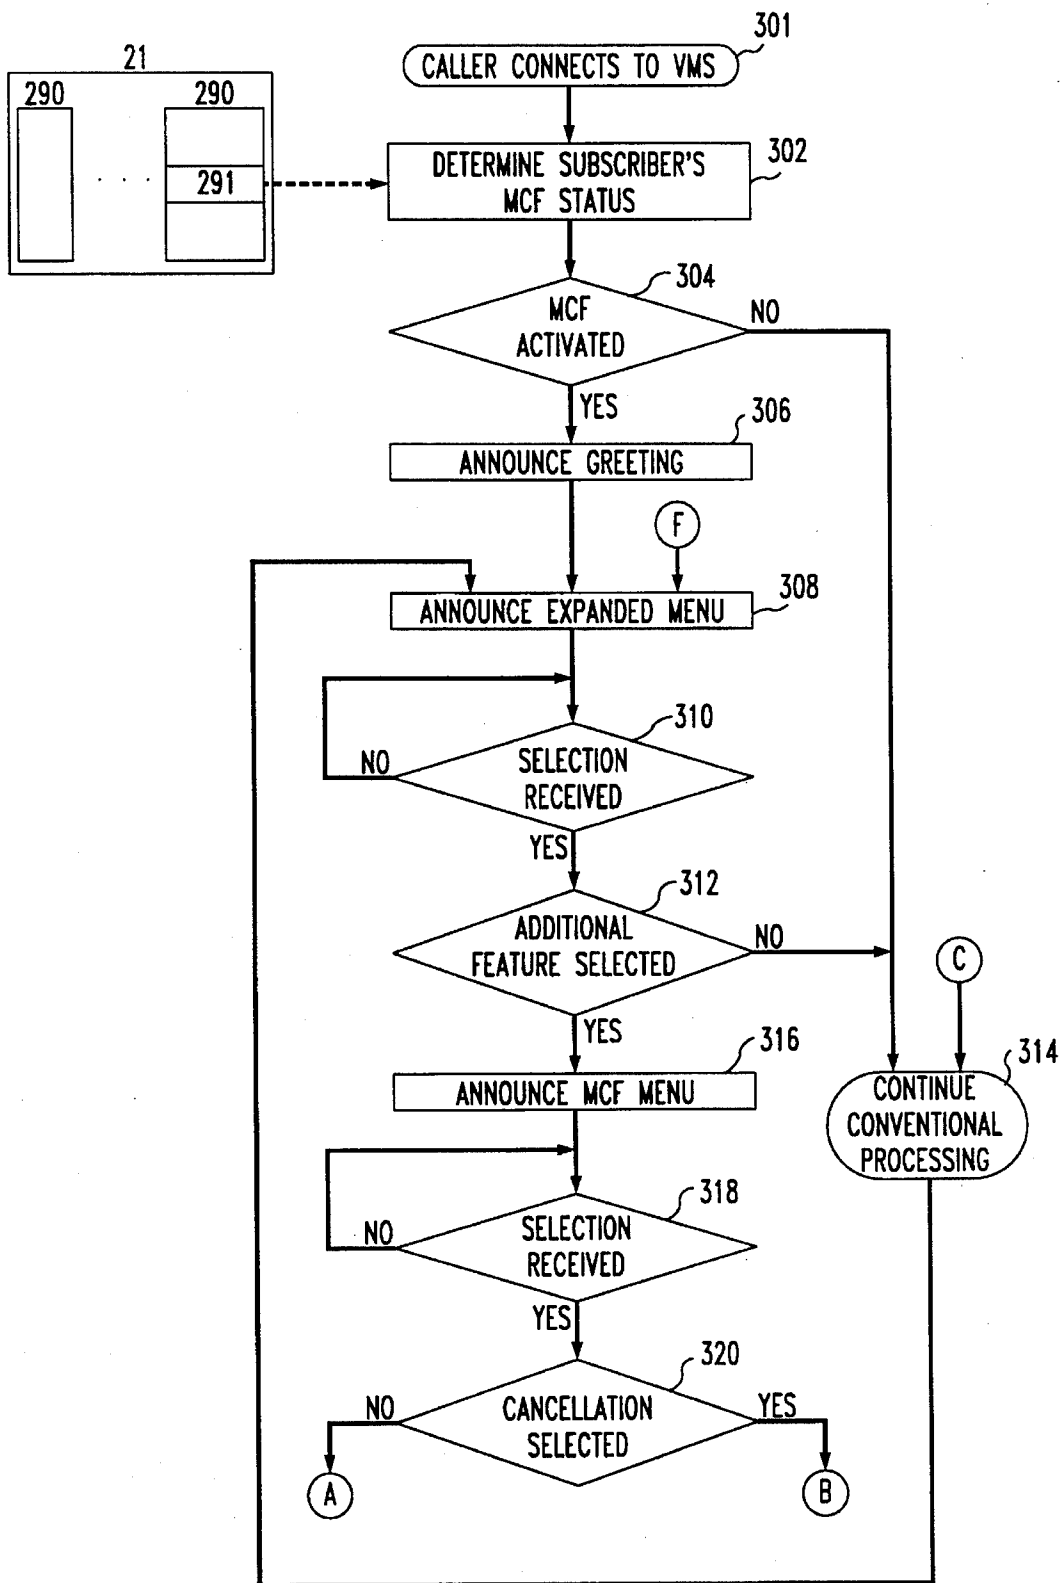 301
CALLER CONNECTS TO VMS
21
290
290
291
302
DETERMINE SUBSCRIBER'S
MCF STATUS
304
MCF
ACTIVATED
NO
YES
306
ANNOUNCE GREETING
F
308
ANNOUNCE EXPANDED MENU
310
SELECTION
RECEIVED
NO
YES
312
ADDITIONAL
FEATURE SELECTED
NO
YES
C
316
ANNOUNCE MCF MENU
314
CONTINUE
CONVENTIONAL
PROCESSING
318
SELECTION
RECEIVED
NO
YES
320
CANCELLATION
SELECTED
NO
YES
A
B